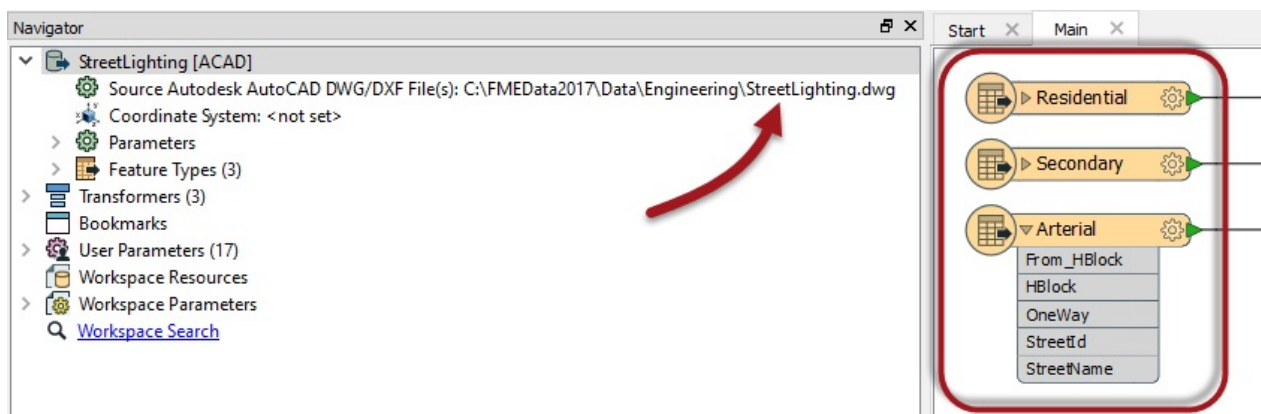 Navigator
StreetLighting [ACAD]
Source Autodesk AutoCAD DWG/DXF File(s): C:\FMEData2017\Data\Engineering\StreetLighting.dwg
Coordinate System: <not set>
Parameters
Feature Types (3)
Transformers (3)
Bookmarks
User Parameters (17)
Workspace Resources
Workspace Parameters
Workspace Search
Start
Main
Residential
Secondary
Arterial
From_HBlock
HBlock
OneWay
StreetId
StreetName